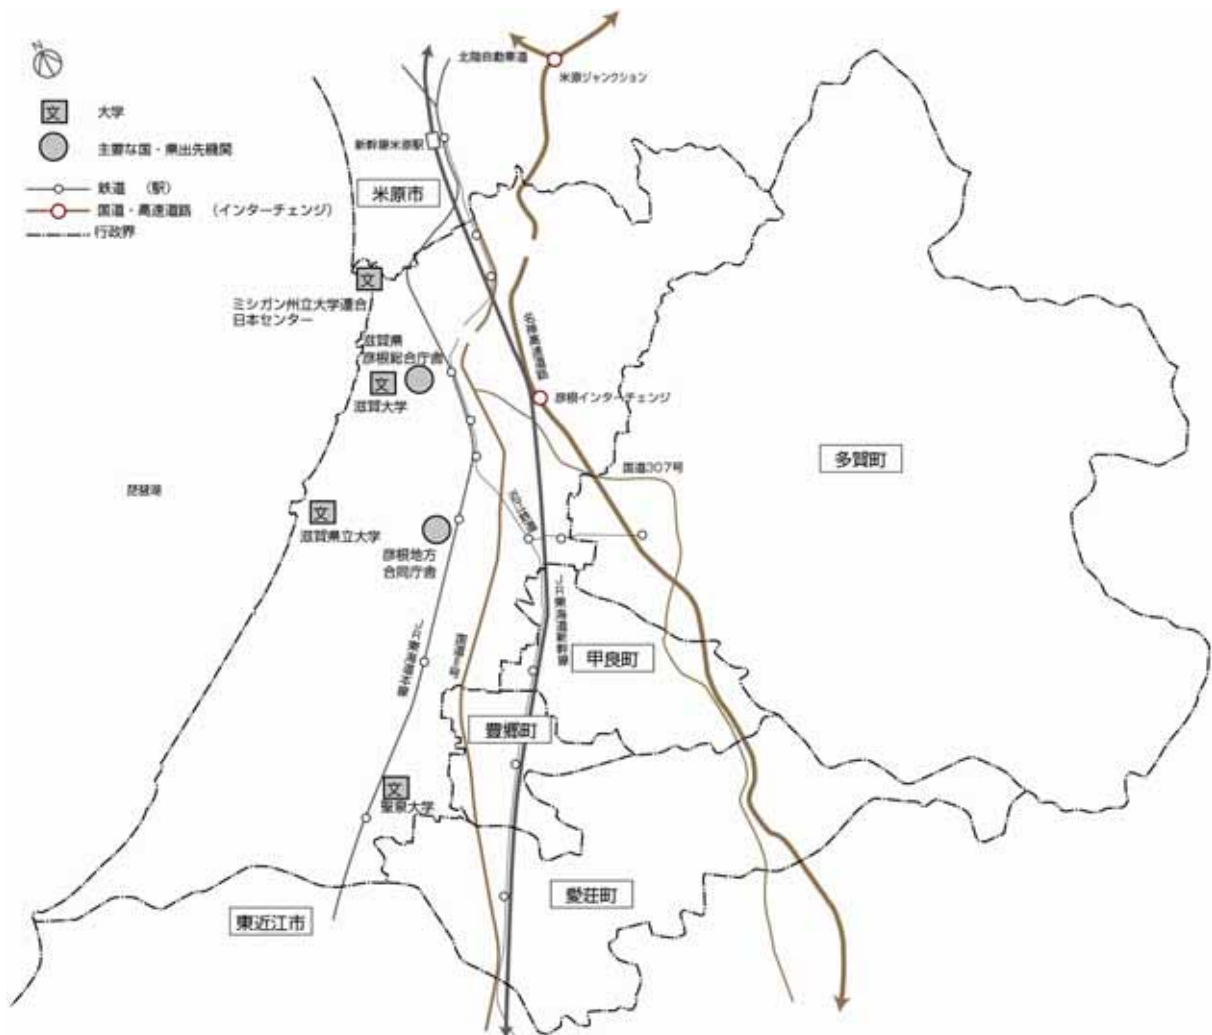 N
文
大学
主要な国・県出先機関
鉄道 (駅)
国道・高速道路 (インターチェンジ)
行政界
北陸自動車道
米原ジャンクション
新幹線米原駅
米原市
文
ミシガン州立大学連合
日本センター
滋賀県
彦根総合庁舎
文
滋賀大学
名神高速道路
彦根インターチェンジ
多賀町
国道307号
琵琶湖
文
滋賀県立大学
近江鉄道
彦根地方
合同庁舎
JR東海道本線
国道8号
JR東海道新幹線
甲良町
豊郷町
文
聖泉大学
愛荘町
東近江市